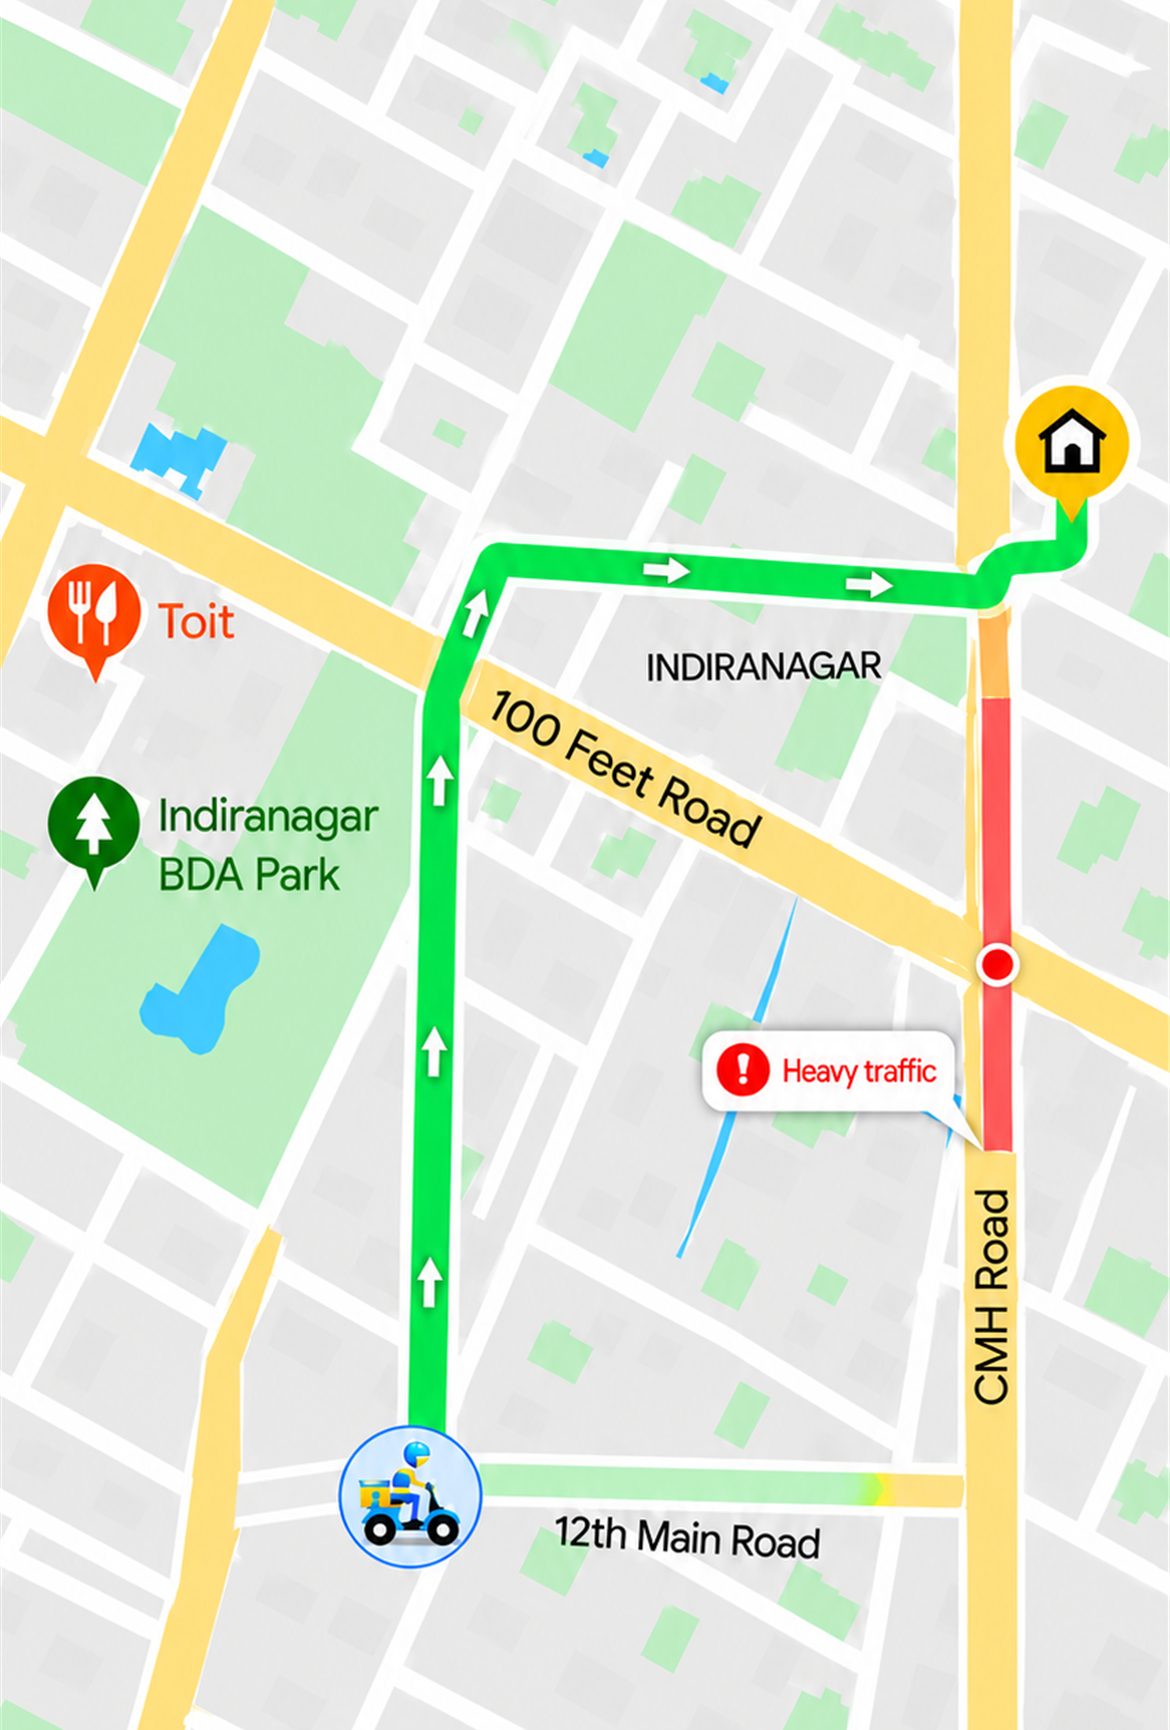 Toit
INDIRANAGAR
100 Feet Road
Indiranagar
BDA Park
Heavy traffic
CMH Road
12th Main Road